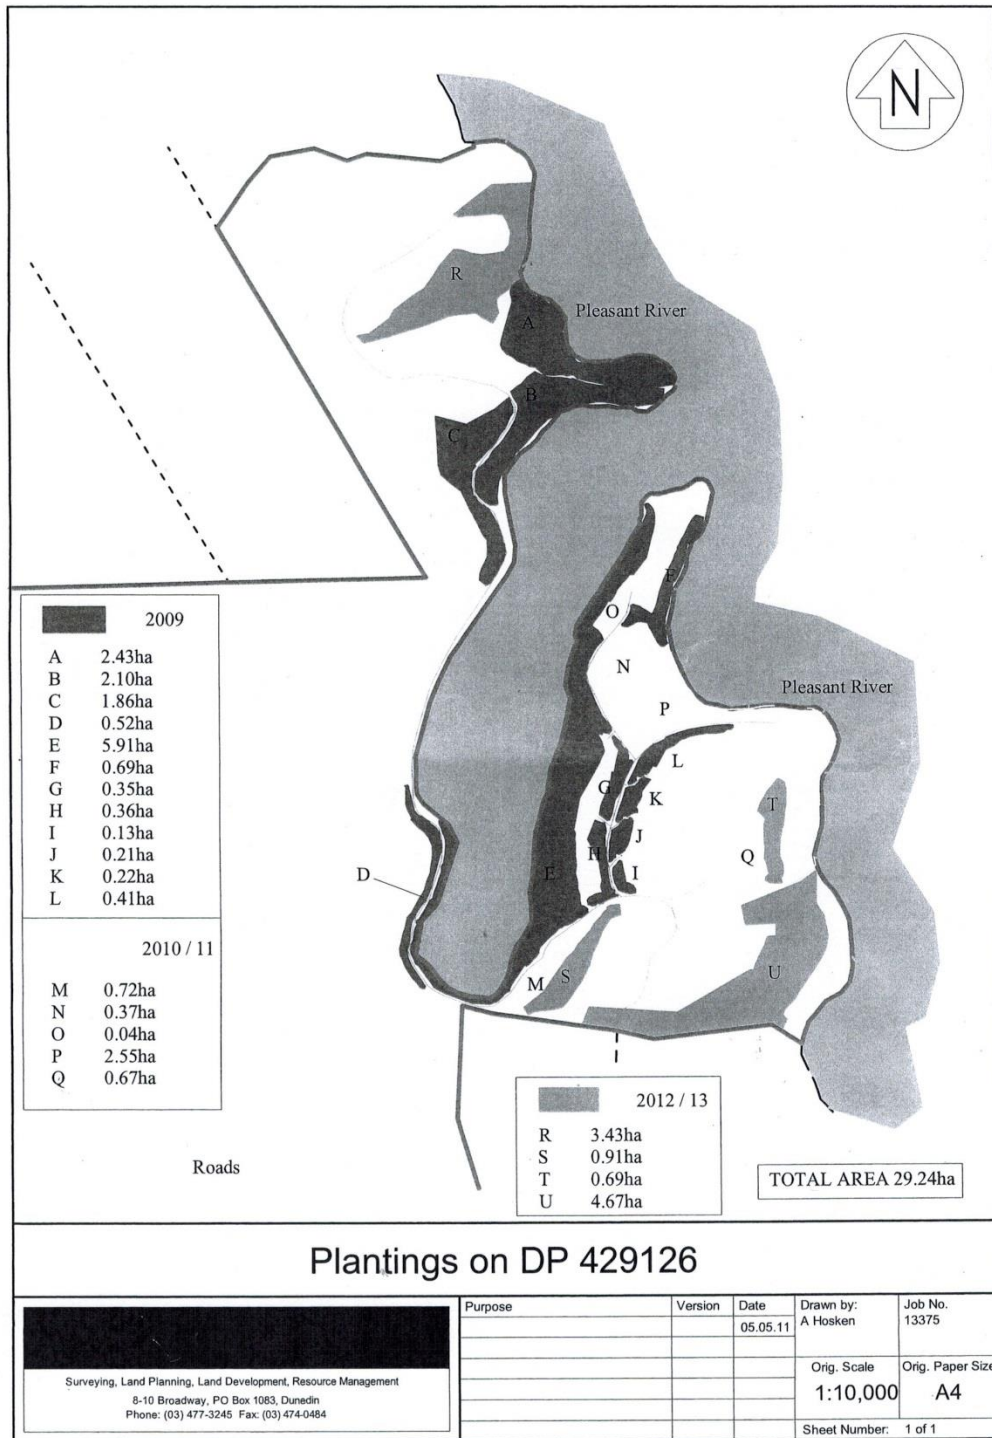 N
R
Pleasant River
A
B
C
F
O
N
Pleasant River
P
L
G
K
T
J
H
Q
E
I
D
M
S
U
2009
A 2.43ha
B 2.10ha
C 1.86ha
D 0.52ha
E 5.91ha
F 0.69ha
G 0.35ha
H 0.36ha
I 0.13ha
J 0.21ha
K 0.22ha
L 0.41ha
2010 / 11
M 0.72ha
N 0.37ha
O 0.04ha
P 2.55ha
Q 0.67ha
2012 / 13
R 3.43ha
S 0.91ha
T 0.69ha
U 4.67ha
Roads
TOTAL AREA 29.24ha
Plantings on DP 429126
Surveying, Land Planning, Land Development, Resource Management
8-10 Broadway, PO Box 1083, Dunedin
Phone: (03) 477-3245 Fax: (03) 474-0484
Purpose
Version
Date
05.05.11
Drawn by:
A Hosken
Job No.
13375
Orig. Scale
1:10,000
Orig. Paper Size
A4
Sheet Number: 1 of 1